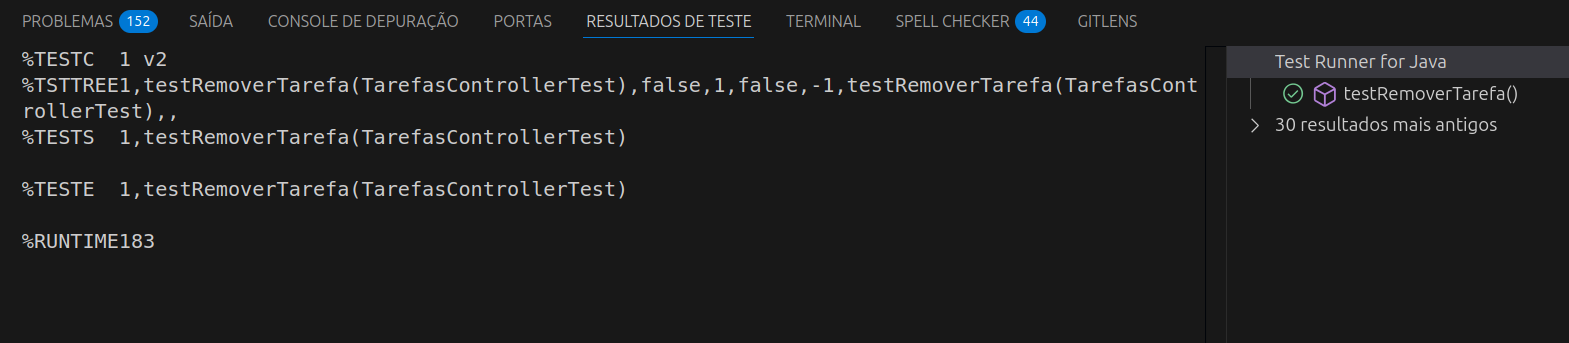 PROBLEMAS 152 SAÍDA CONSOLE DE DEPURAÇÃO PORTAS RESULTADOS DE TESTE TERMINAL SPELL CHECKER 44 GITLENS
%TESTC  1 v2
%TSTTREE1,testRemoverTarefa(TarefasControllerTest),false,1,false,-1,testRemoverTarefa(TarefasCont
rollerTest),,
%TESTS  1,testRemoverTarefa(TarefasControllerTest)
%TESTE  1,testRemoverTarefa(TarefasControllerTest)
%RUNTIME183
Test Runner for Java
testRemoverTarefa()
30 resultados mais antigos